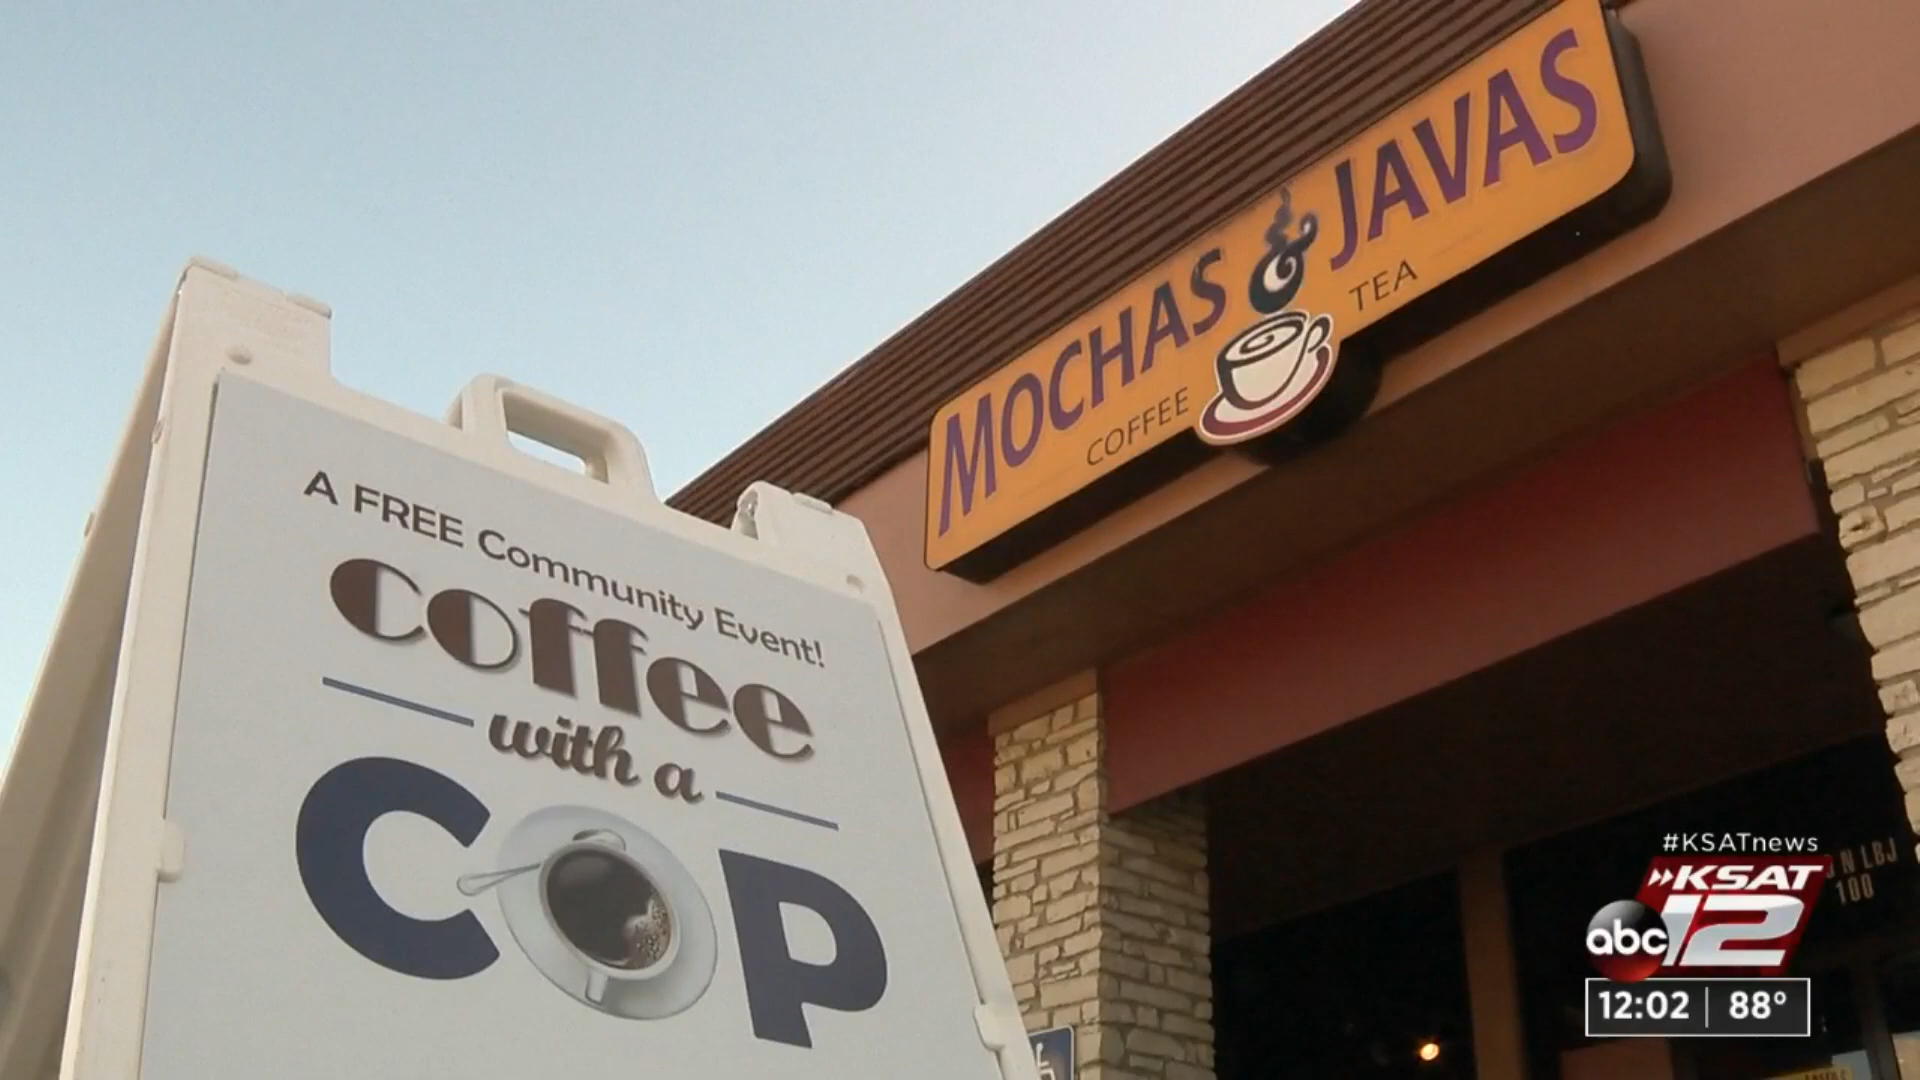 MOCHAS & JAVAS
COFFEE TEA
A FREE Community Event!
coffee
with a
COP
#KSATnews
KSAT
abc 12
12:02 88°
N LBJ
100